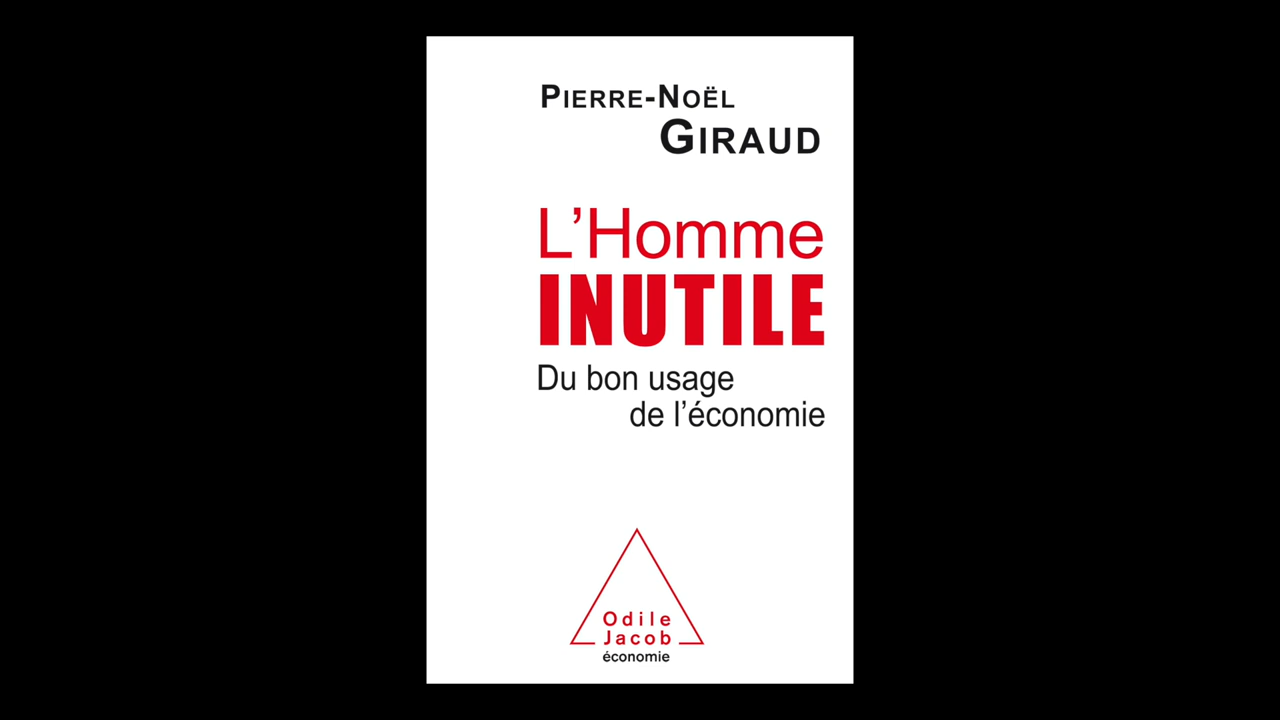 Pierre-Noël
Giraud
L'Homme
INUTILE
Du bon usage
de l'économie
Odile
Jacob
économie